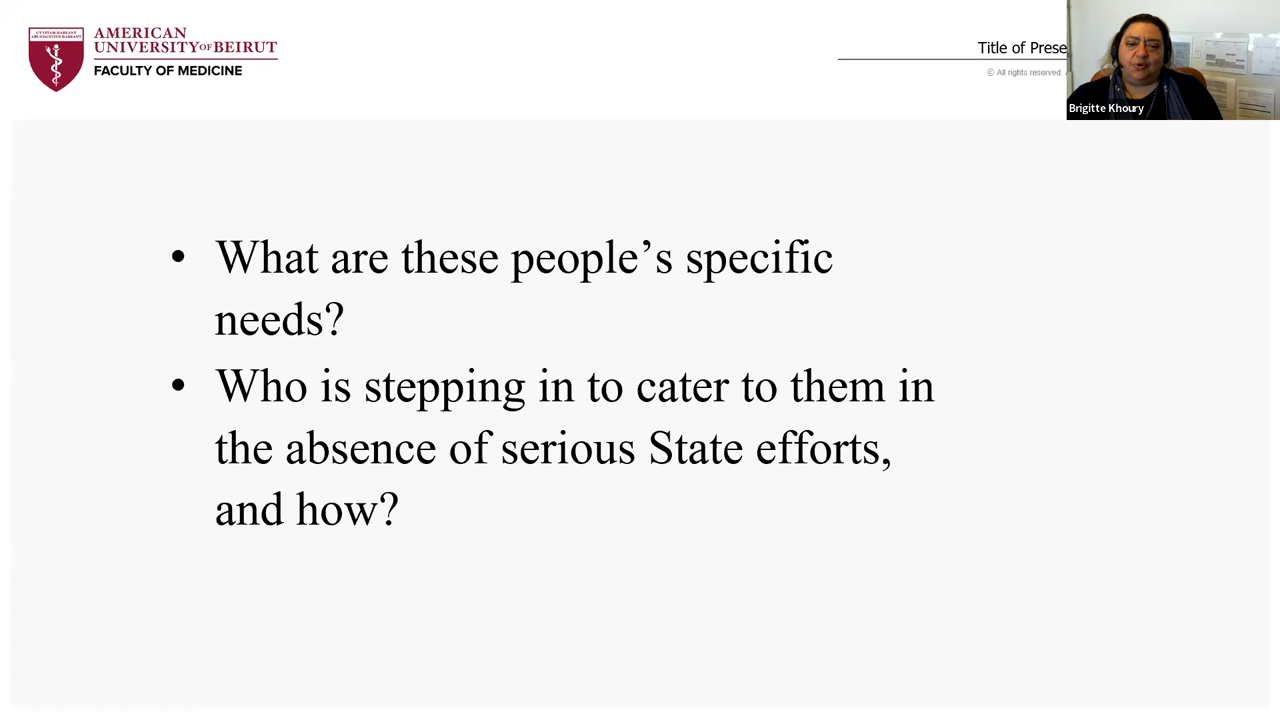 AMERICAN
UNIVERSITY OF BEIRUT
FACULTY OF MEDICINE
Title of Prese
© All rights reserved.
Brigitte Khoury
• What are these people’s specific
needs?
• Who is stepping in to cater to them in
the absence of serious State efforts,
and how?